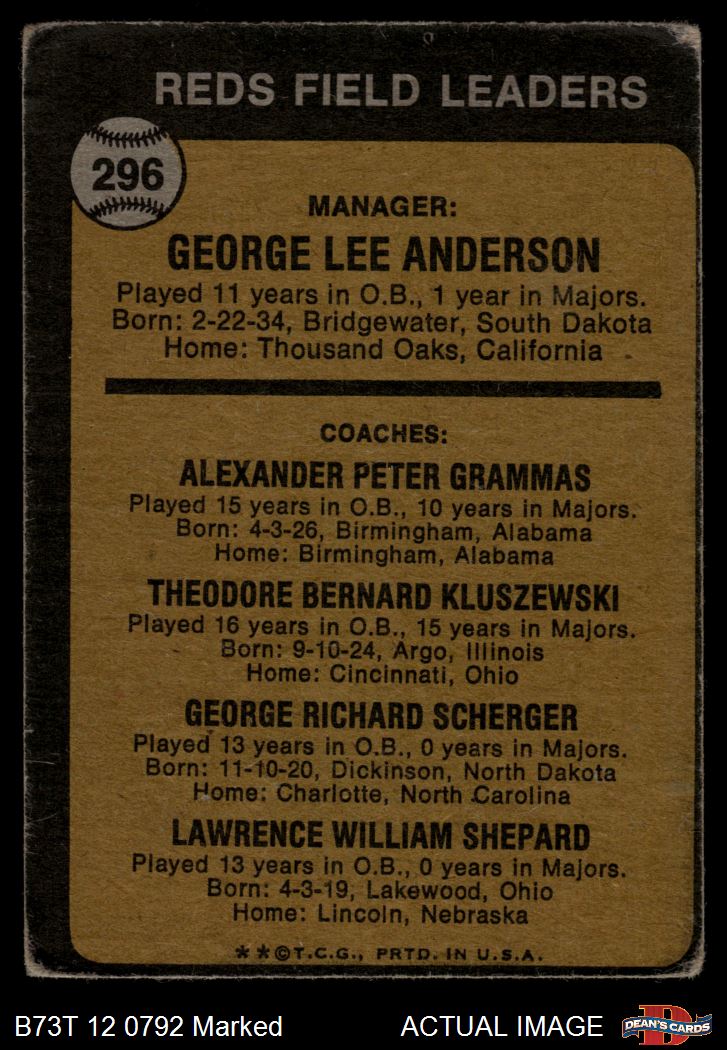 REDS FIELD LEADERS
296
MANAGER:
GEORGE LEE ANDERSON
Played 11 years in O.B., 1 year in Majors.
Born: 2-22-34, Bridgewater, South Dakota
Home: Thousand Oaks, California
COACHES:
ALEXANDER PETER GRAMMAS
Played 15 years in O.B., 10 years in Majors.
Born: 4-3-26, Birmingham, Alabama
Home: Birmingham, Alabama
THEODORE BERNARD KLUSZEWSKI
Played 16 years in O.B., 15 years in Majors.
Born: 9-10-24, Argo, Illinois
Home: Cincinnati, Ohio
GEORGE RICHARD SCHERGER
Played 13 years in O.B., 0 years in Majors.
Born: 11-10-20, Dickinson, North Dakota
Home: Charlotte, North Carolina
LAWRENCE WILLIAM SHEPARD
Played 13 years in O.B., 0 years in Majors.
Born: 4-3-19, Lakewood, Ohio
Home: Lincoln, Nebraska
* * ©T.C.G., PRTD. IN U.S.A.
B73T 12 0792 Marked ACTUAL IMAGE
D
DEAN'S CARDS